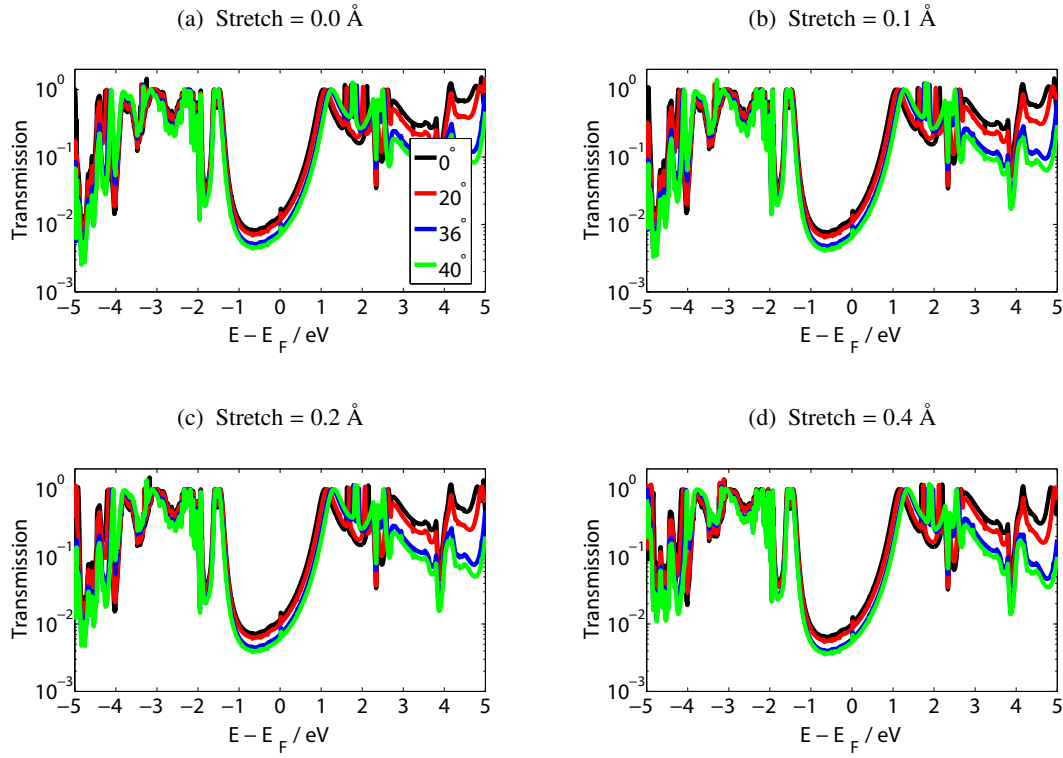 (a) Stretch = 0.0 Å
(b) Stretch = 0.1 Å
Transmission
10^0
10^−1
10^−2
10^−3
−5 −4 −3 −2 −1 0 1 2 3 4 5
E − E_F / eV
0°
20°
36°
40°
Transmission
10^0
10^−1
10^−2
10^−3
−5 −4 −3 −2 −1 0 1 2 3 4 5
E − E_F / eV
(c) Stretch = 0.2 Å
(d) Stretch = 0.4 Å
Transmission
10^0
10^−1
10^−2
10^−3
−5 −4 −3 −2 −1 0 1 2 3 4 5
E − E_F / eV
Transmission
10^0
10^−1
10^−2
10^−3
−5 −4 −3 −2 −1 0 1 2 3 4 5
E − E_F / eV